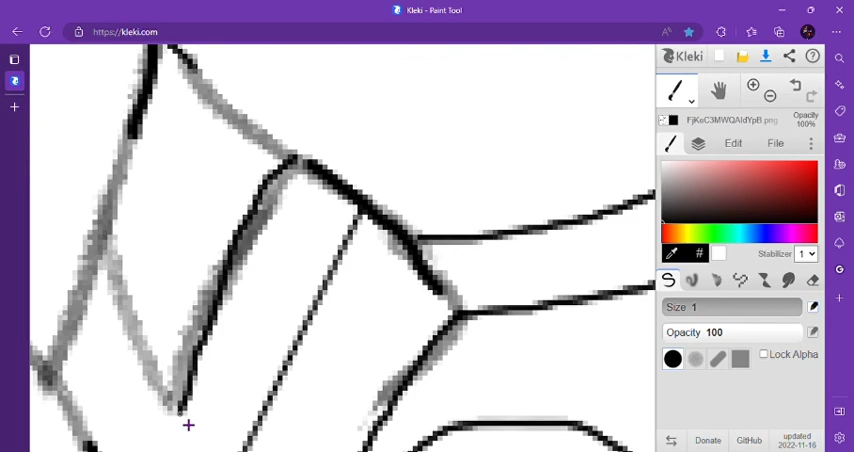 Kleki - Paint Tool
https://kleki.com
Kleki
FjKoC3MWQAIdYpB.png
Opacity
100%
Edit
File
#
Stabilizer 1
Size 1
Opacity 100
Lock Alpha
Donate
GitHub
updated
2022-11-16